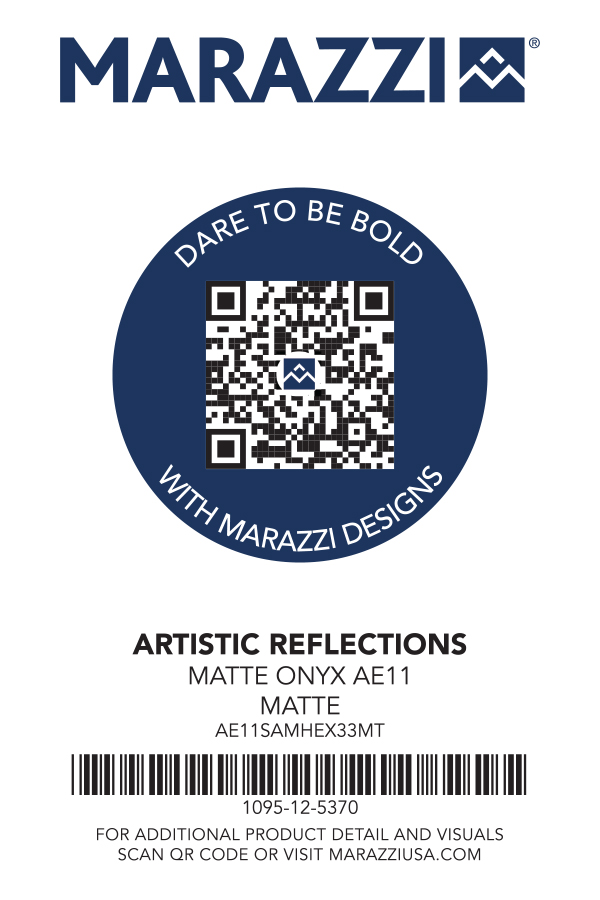 MARAZZI®
DARE TO BE BOLD
WITH MARAZZI DESIGNS
ARTISTIC REFLECTIONS
MATTE ONYX AE11
MATTE
AE11SAMHEX33MT
1095-12-5370
FOR ADDITIONAL PRODUCT DETAIL AND VISUALS
SCAN QR CODE OR VISIT MARAZZIUSA.COM